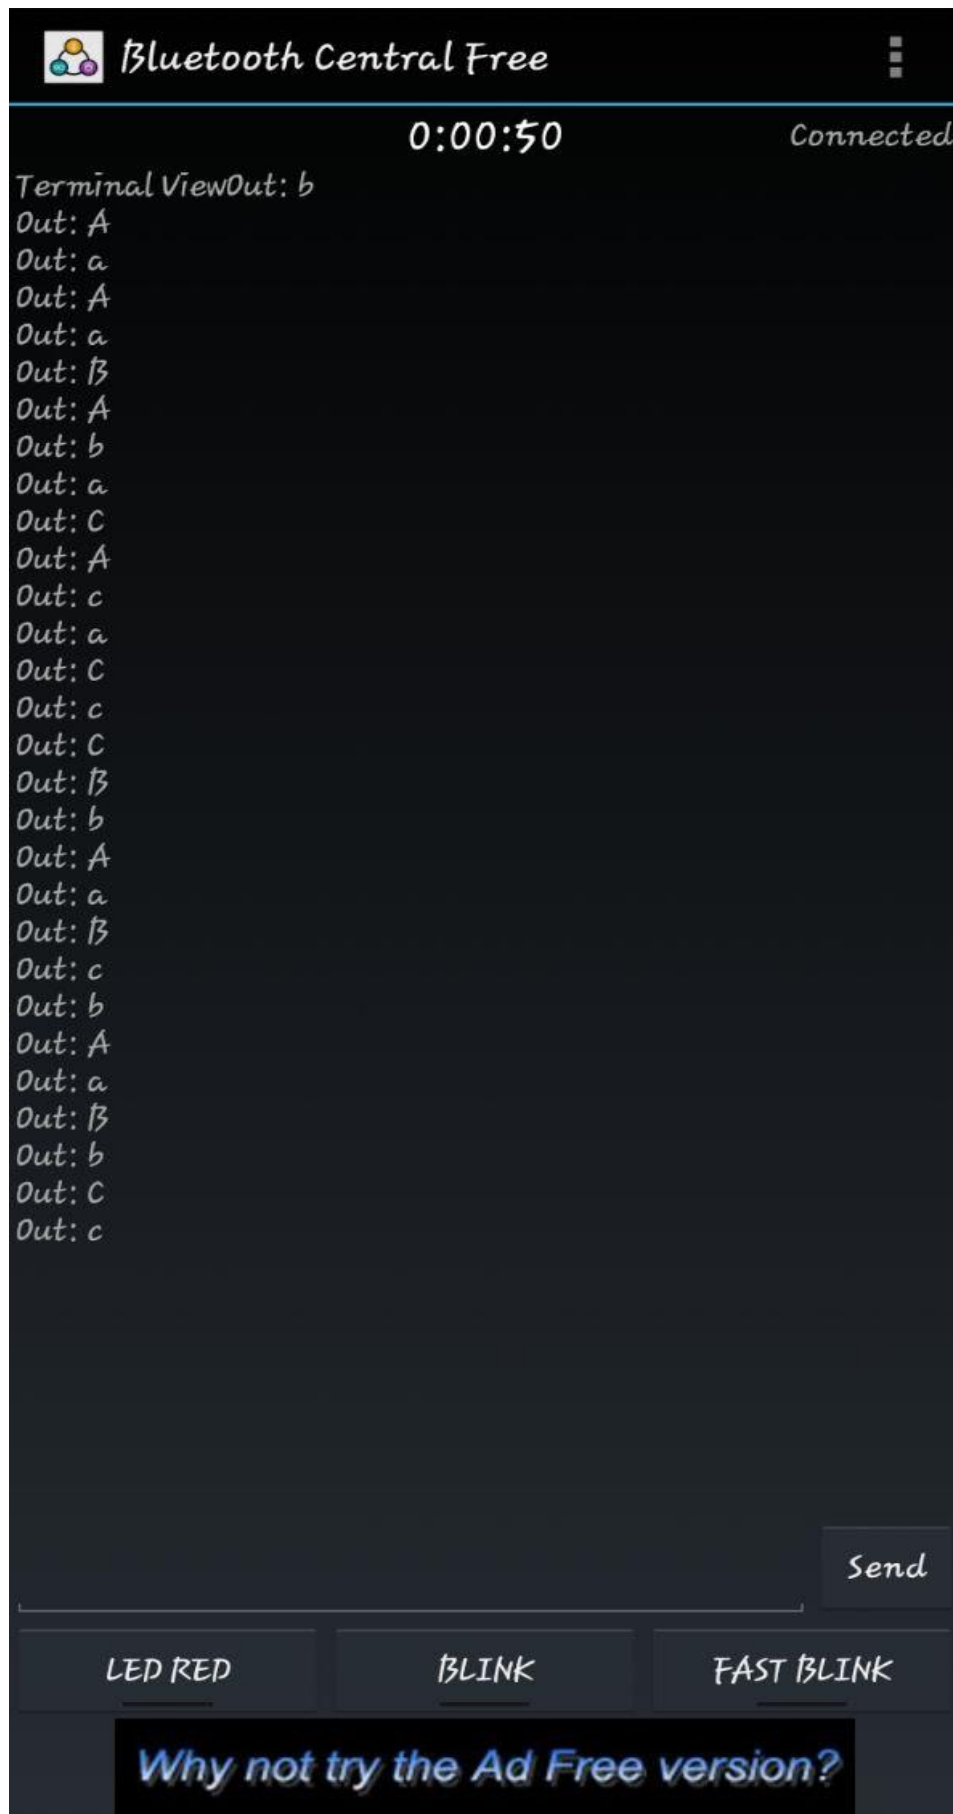 Bluetooth Central Free
0:00:50 Connected
Terminal ViewOut: b
Out: A
Out: a
Out: A
Out: a
Out: B
Out: A
Out: b
Out: a
Out: C
Out: A
Out: c
Out: a
Out: C
Out: c
Out: C
Out: B
Out: b
Out: A
Out: a
Out: B
Out: c
Out: b
Out: A
Out: a
Out: B
Out: b
Out: C
Out: c
Send
LED RED BLINK FAST BLINK
Why not try the Ad Free version?